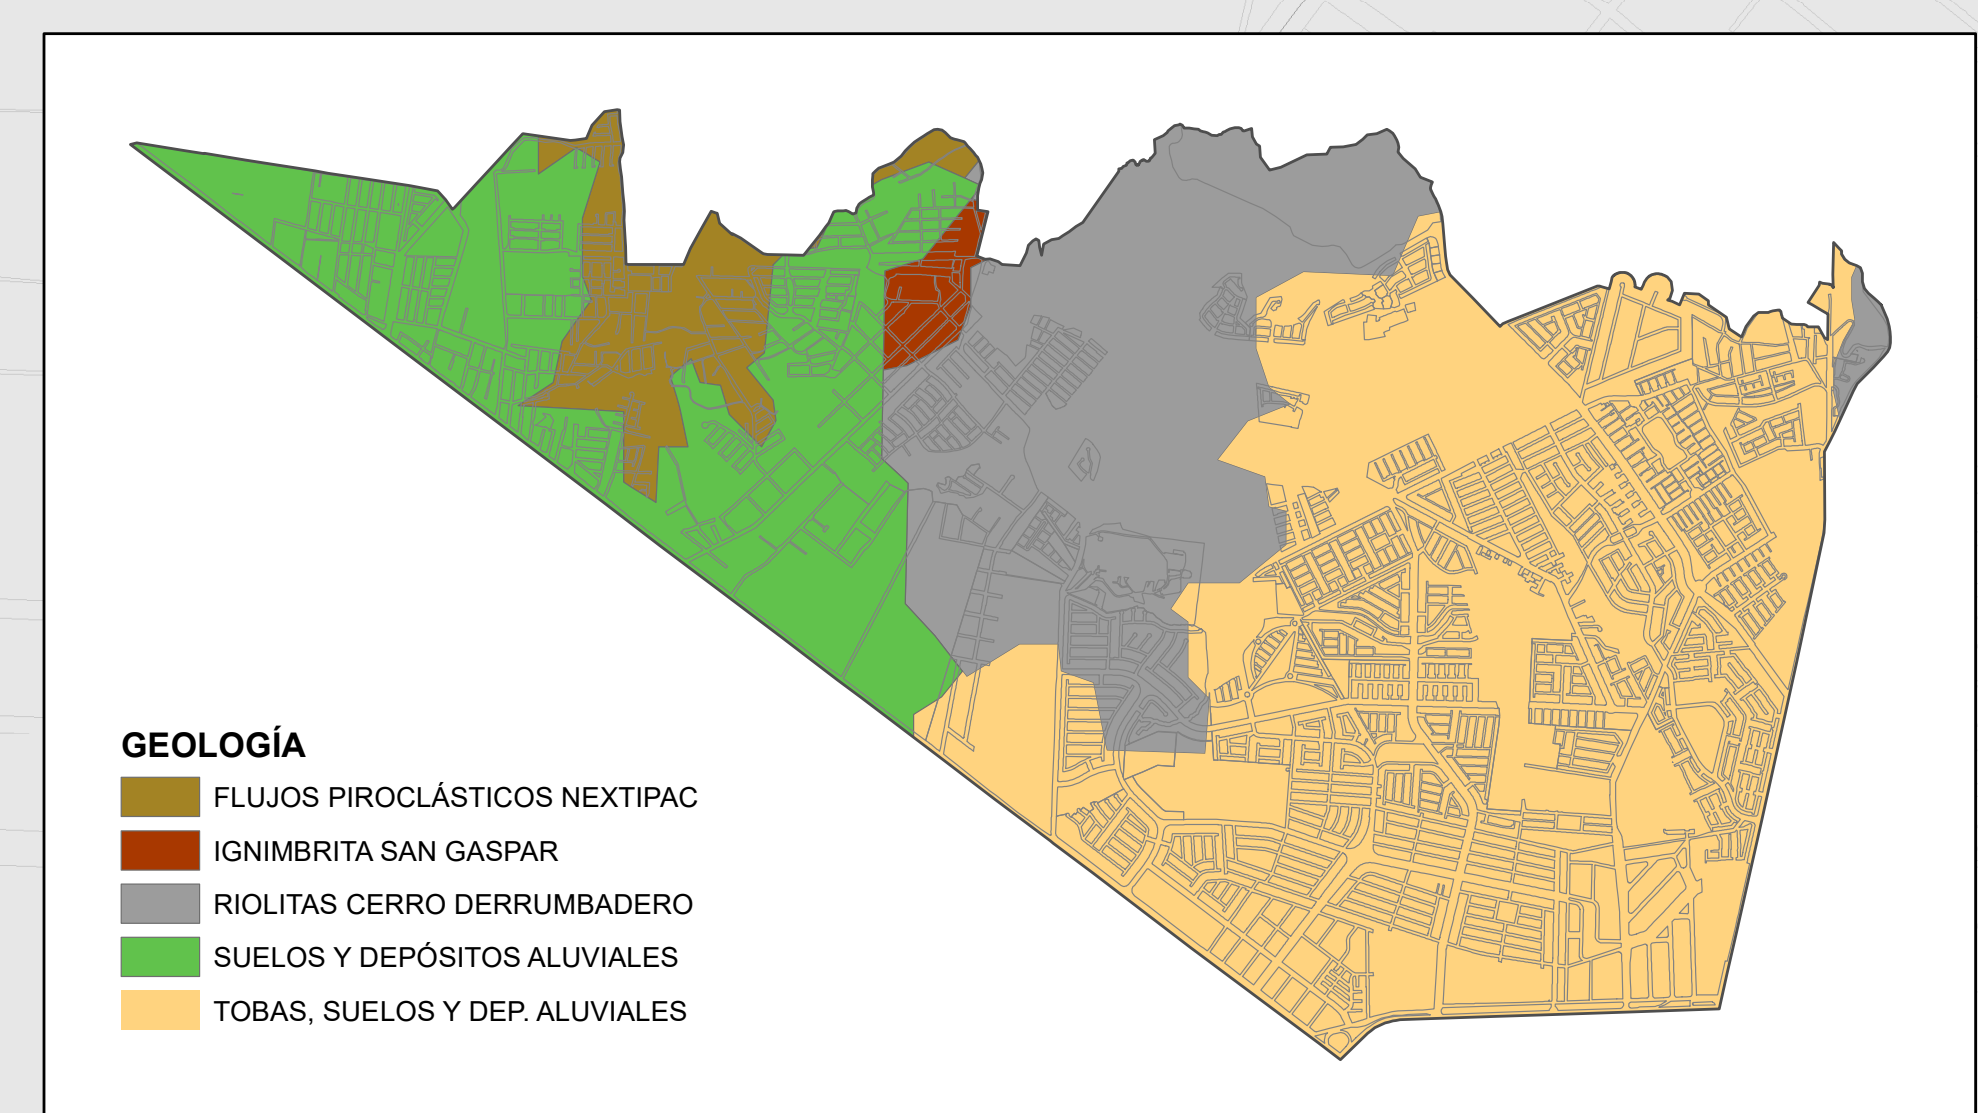 GEOLOGÍA
FLUJOS PIROCLÁSTICOS NEXTIPAC
IGNIMBRITA SAN GASPAR
RIOLITAS CERRO DERRUMBADERO
SUELOS Y DEPÓSITOS ALUVIALES
TOBAS, SUELOS Y DEP. ALUVIALES